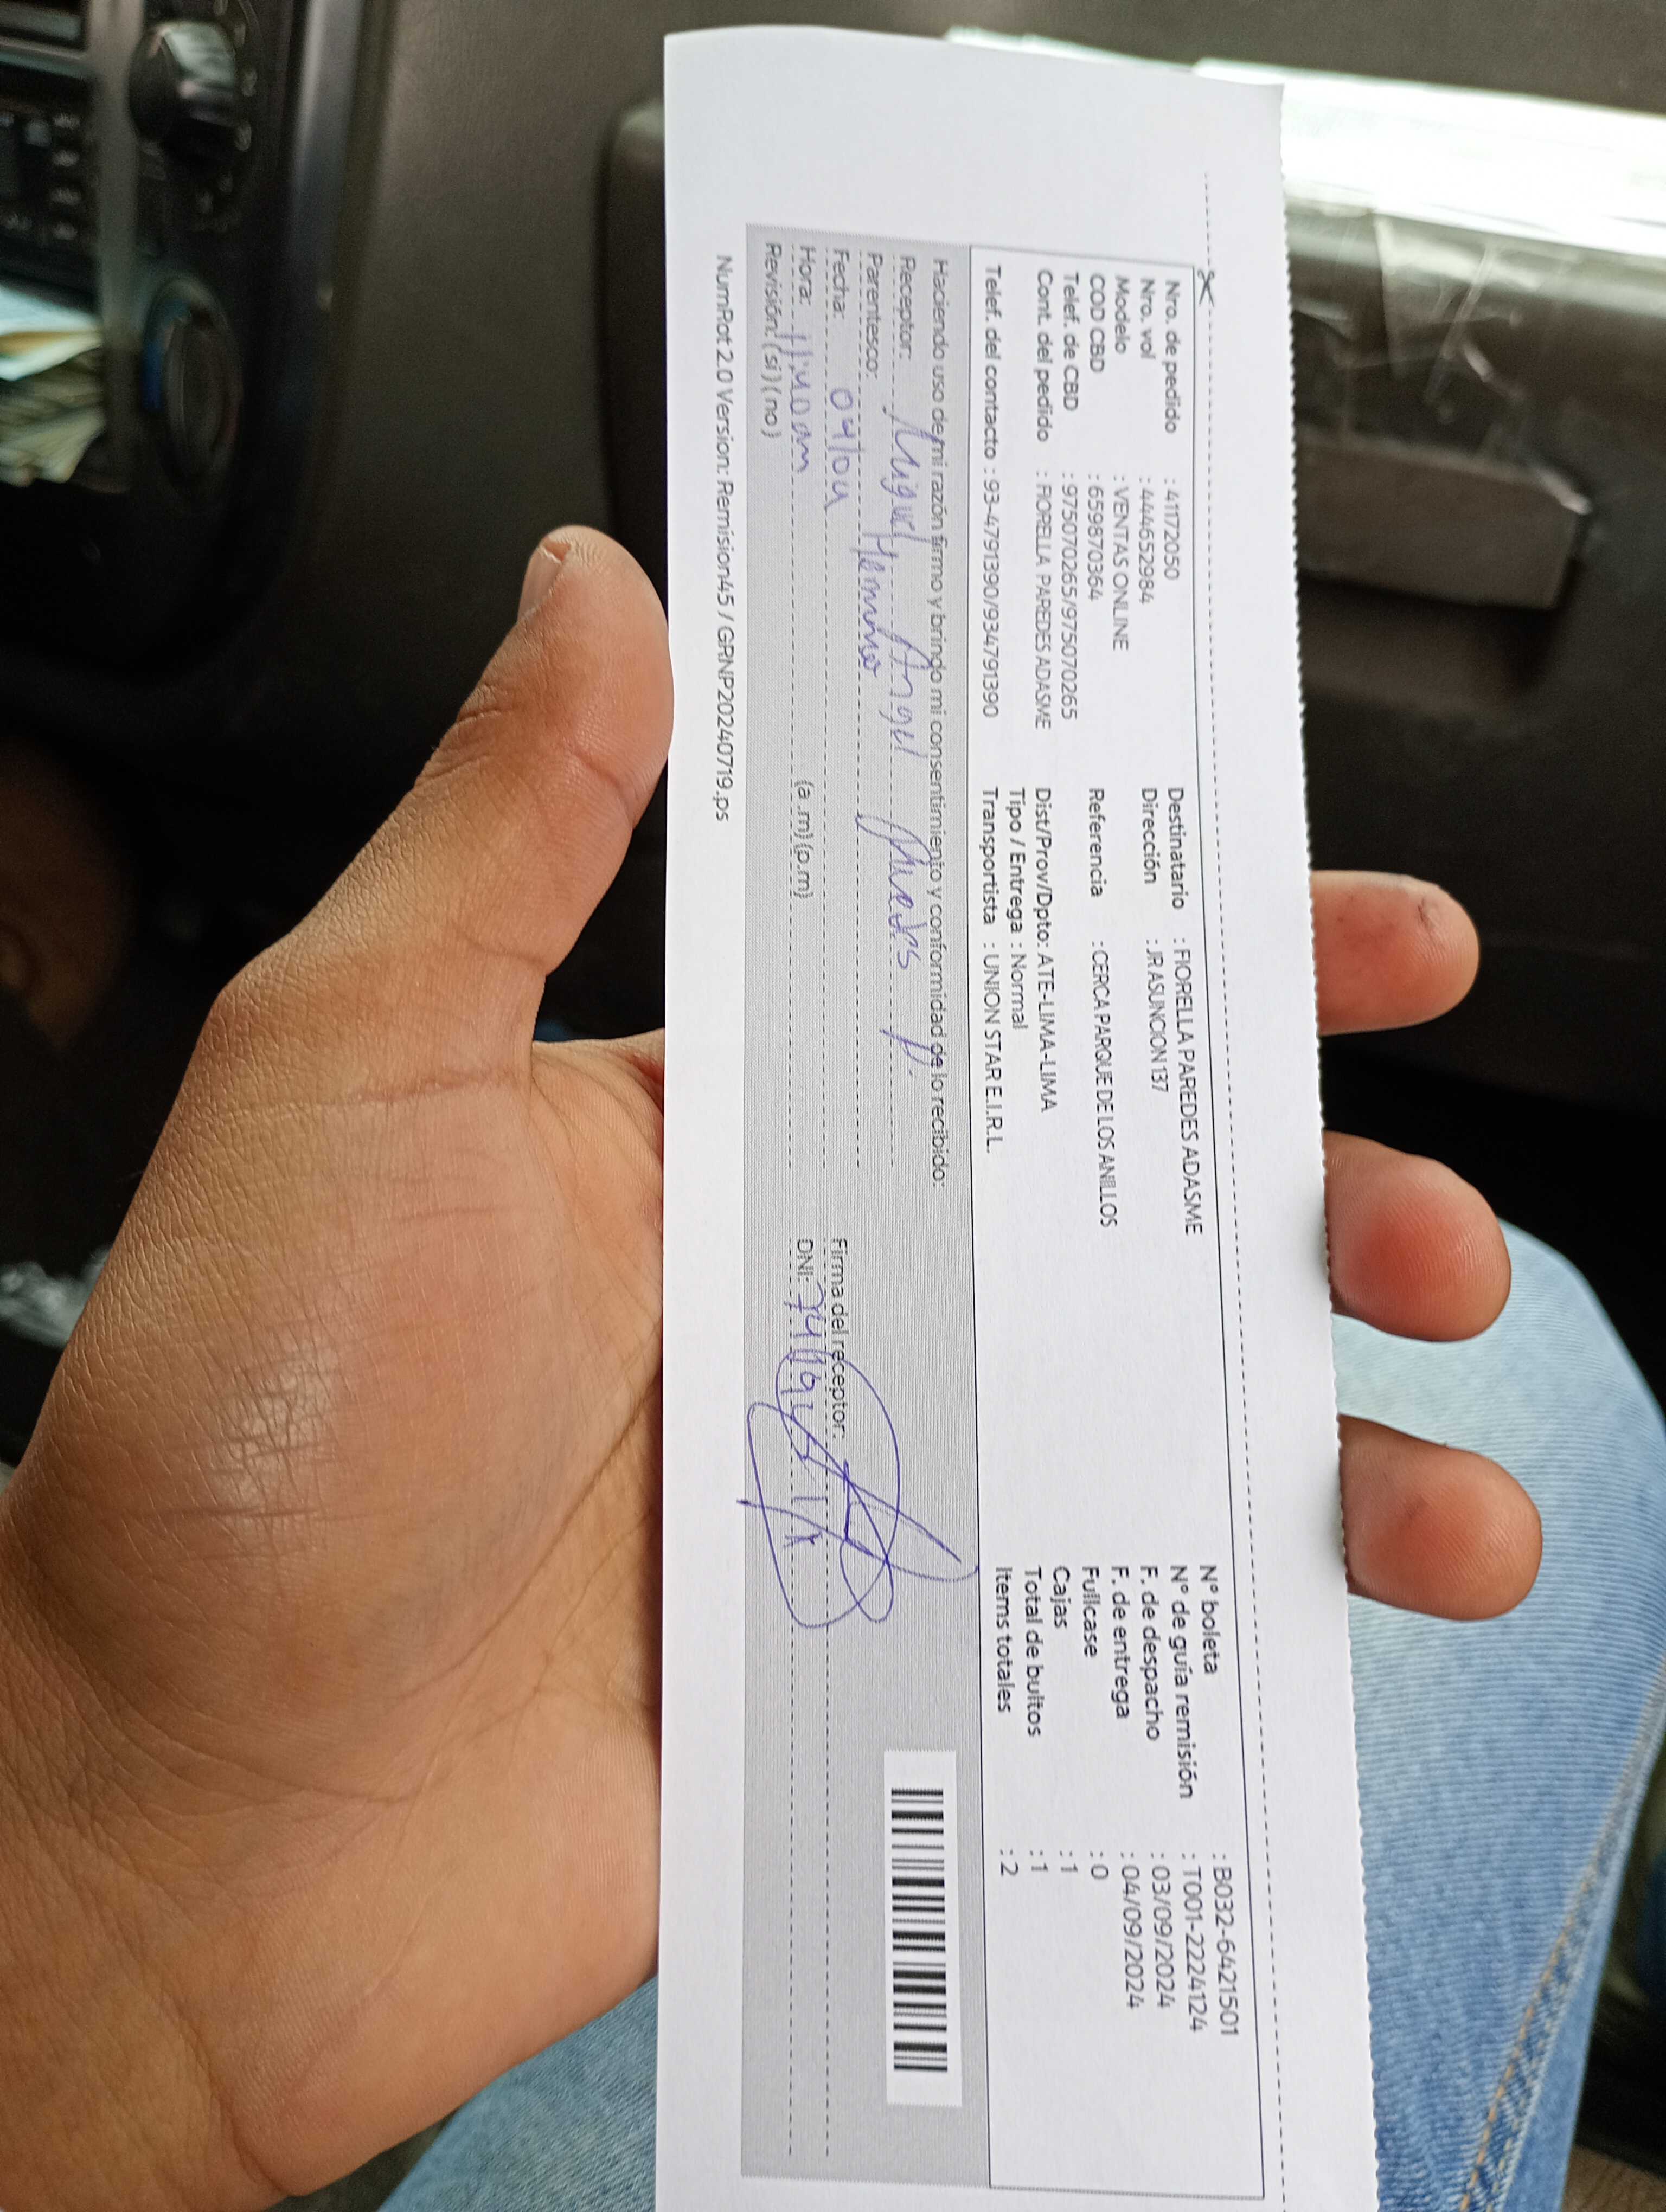 Nro. de pedido : 41172050
Nro. vol : 444652984
Modelo : VENTAS ONLINE
COD CBD : 659870364
Telef. de CBD : 975070265/975070265
Cont. del pedido : FIORELLA PAREDES ADASME
Telef. del contacto : 93-4791390/934791390
Destinatario : FIORELLA PAREDES ADASME
Dirección : JR ASUNCION 137
Referencia : CERCA PARQUE DE LOS ANILLOS
Dist/Prov/Dpto: ATE-LIMA-LIMA
Tipo / Entrega : Normal
Transportista : UNION STAR E.I.R.L.
N° boleta : B032-6421501
N° de guía remisión : T001-2224124
F. de despacho : 03/09/2024
F. de entrega : 04/09/2024
Fullcase : 0
Cajas : 1
Total de bultos : 1
Items totales : 2
Haciendo uso de mi razón firmo y brindo mi consentimiento y conformidad de lo recibido:
Receptor: Miguel Angel P.
Parentesco:
Fecha: 04/09
Hora: 11:40 am (a .m) (p.m)
Revisión: ( si ) ( no )
Firma del receptor:
DNI:
NumRot 2.0 Version: Remision45 / GRNP20240719.ps